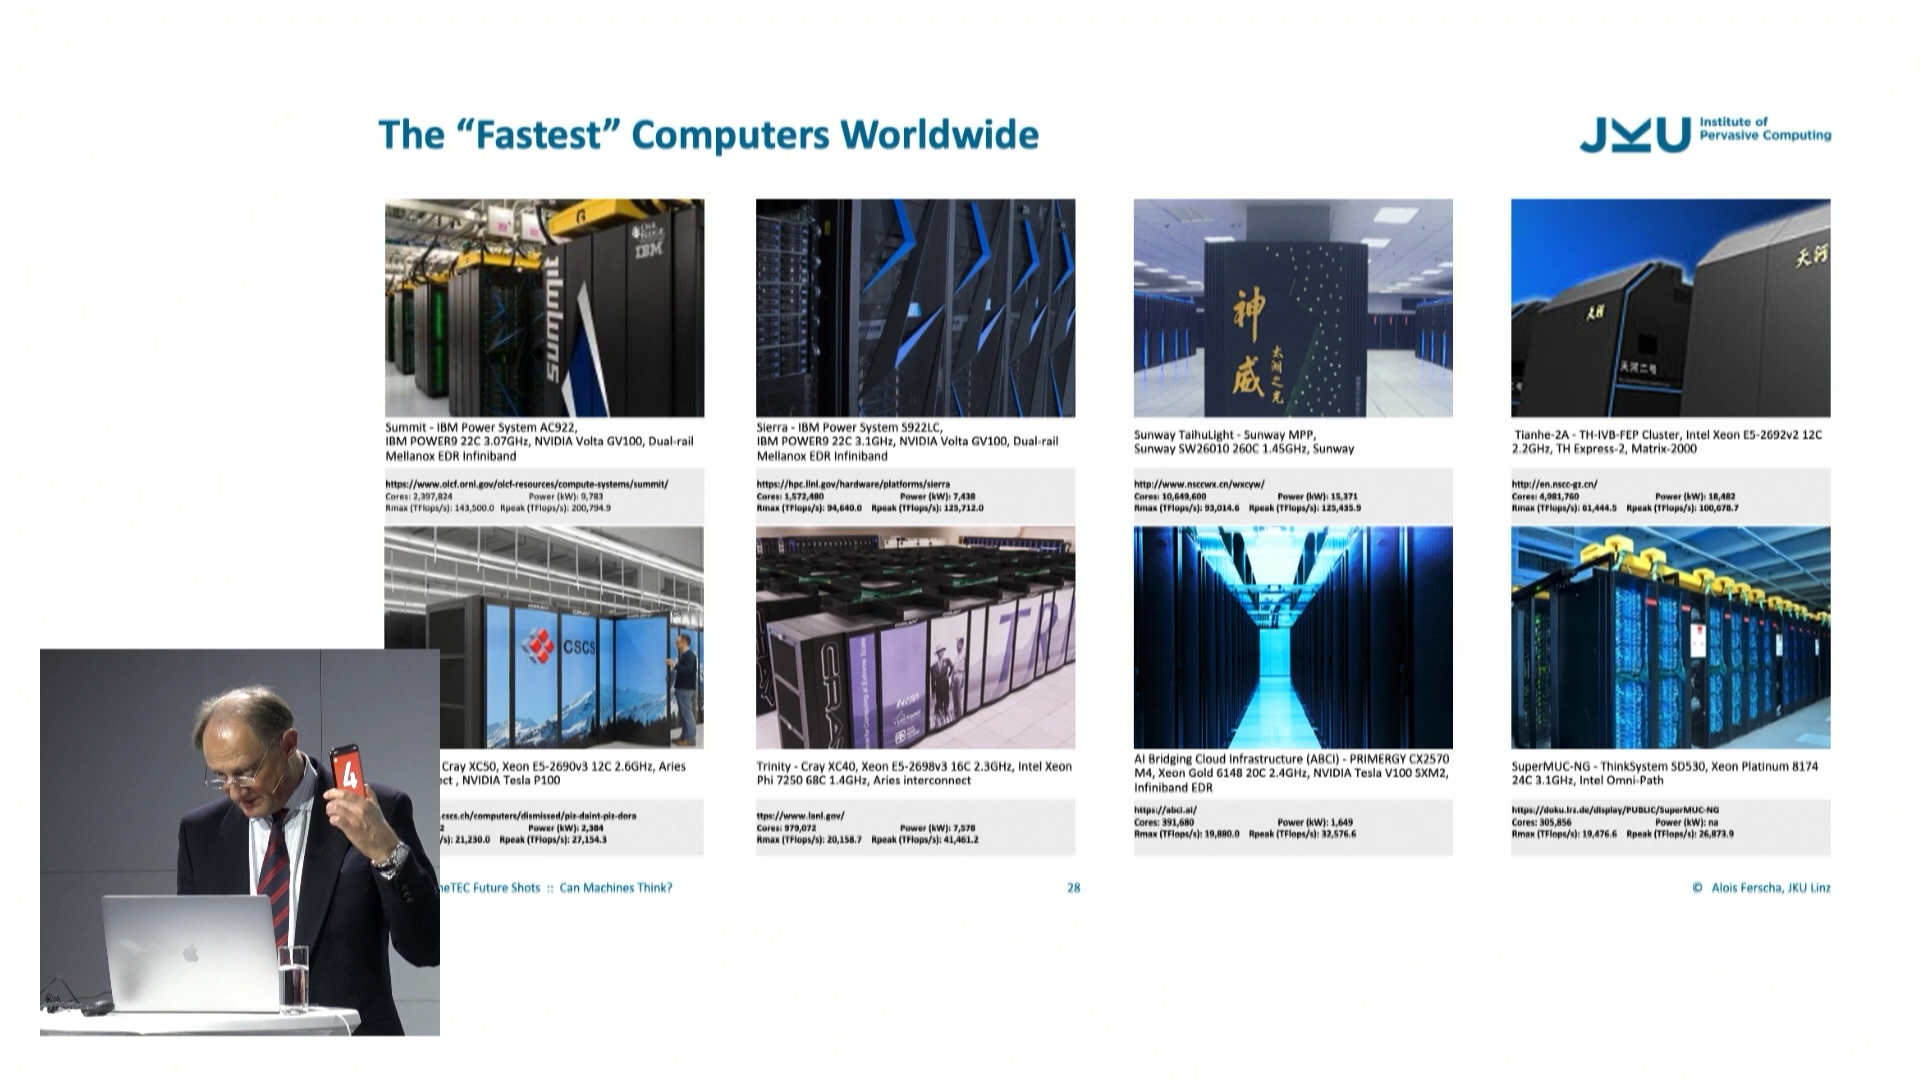 The “Fastest” Computers Worldwide
JKU
Institute of
Pervasive Computing
G
summit
IBM
神威
太湖之光
天河
天河
天河二号
Summit - IBM Power System AC922,
IBM POWER9 22C 3.07GHz, NVIDIA Volta GV100, Dual-rail
Mellanox EDR Infiniband
https://www.olcf.ornl.gov/olcf-resources/compute-systems/summit/
Cores: 2,397,824 Power (kW): 9,783
Rmax (TFlops/s): 143,500.0 Rpeak (TFlops/s): 200,794.9
Sierra - IBM Power System S922LC,
IBM POWER9 22C 3.1GHz, NVIDIA Volta GV100, Dual-rail
Mellanox EDR Infiniband
https://hpc.llnl.gov/hardware/platforms/sierra
Cores: 1,572,480 Power (kW): 7,438
Rmax (TFlops/s): 94,640.0 Rpeak (TFlops/s): 125,712.0
Sunway TaihuLight - Sunway MPP,
Sunway SW26010 260C 1.45GHz, Sunway
http://www.nsccwx.cn/wxcyw/
Cores: 10,649,600 Power (kW): 15,371
Rmax (TFlops/s): 93,014.6 Rpeak (TFlops/s): 125,435.9
Tianhe-2A - TH-IVB-FEP Cluster, Intel Xeon E5-2692v2 12C
2.2GHz, TH Express-2, Matrix-2000
http://en.nscc-gz.cn/
Cores: 4,981,760 Power (kW): 18,482
Rmax (TFlops/s): 61,444.5 Rpeak (TFlops/s): 100,678.7
CSCS
CRAY
TRA
Cray XC50, Xeon E5-2690v3 12C 2.6GHz, Aries
ct , NVIDIA Tesla P100
.cscs.ch/computers/dismissed/piz-daint-piz-dora
2 Power (kW): 2,384
/s): 21,230.0 Rpeak (TFlops/s): 27,154.3
Trinity - Cray XC40, Xeon E5-2698v3 16C 2.3GHz, Intel Xeon
Phi 7250 68C 1.4GHz, Aries interconnect
ttps://www.lanl.gov/
Cores: 979,072 Power (kW): 7,578
Rmax (TFlops/s): 20,158.7 Rpeak (TFlops/s): 41,461.2
AI Bridging Cloud Infrastructure (ABCI) - PRIMERGY CX2570
M4, Xeon Gold 6148 20C 2.4GHz, NVIDIA Tesla V100 SXM2,
Infiniband EDR
https://abci.ai/
Cores: 391,680 Power (kW): 1,649
Rmax (TFlops/s): 19,880.0 Rpeak (TFlops/s): 32,576.6
SuperMUC-NG - ThinkSystem SD530, Xeon Platinum 8174
24C 3.1GHz, Intel Omni-Path
https://doku.lrz.de/display/PUBLIC/SuperMUC-NG
Cores: 305,856 Power (kW): na
Rmax (TFlops/s): 19,476.6 Rpeak (TFlops/s): 26,873.9
4
neTEC Future Shots :: Can Machines Think?
28
© Alois Ferscha, JKU Linz